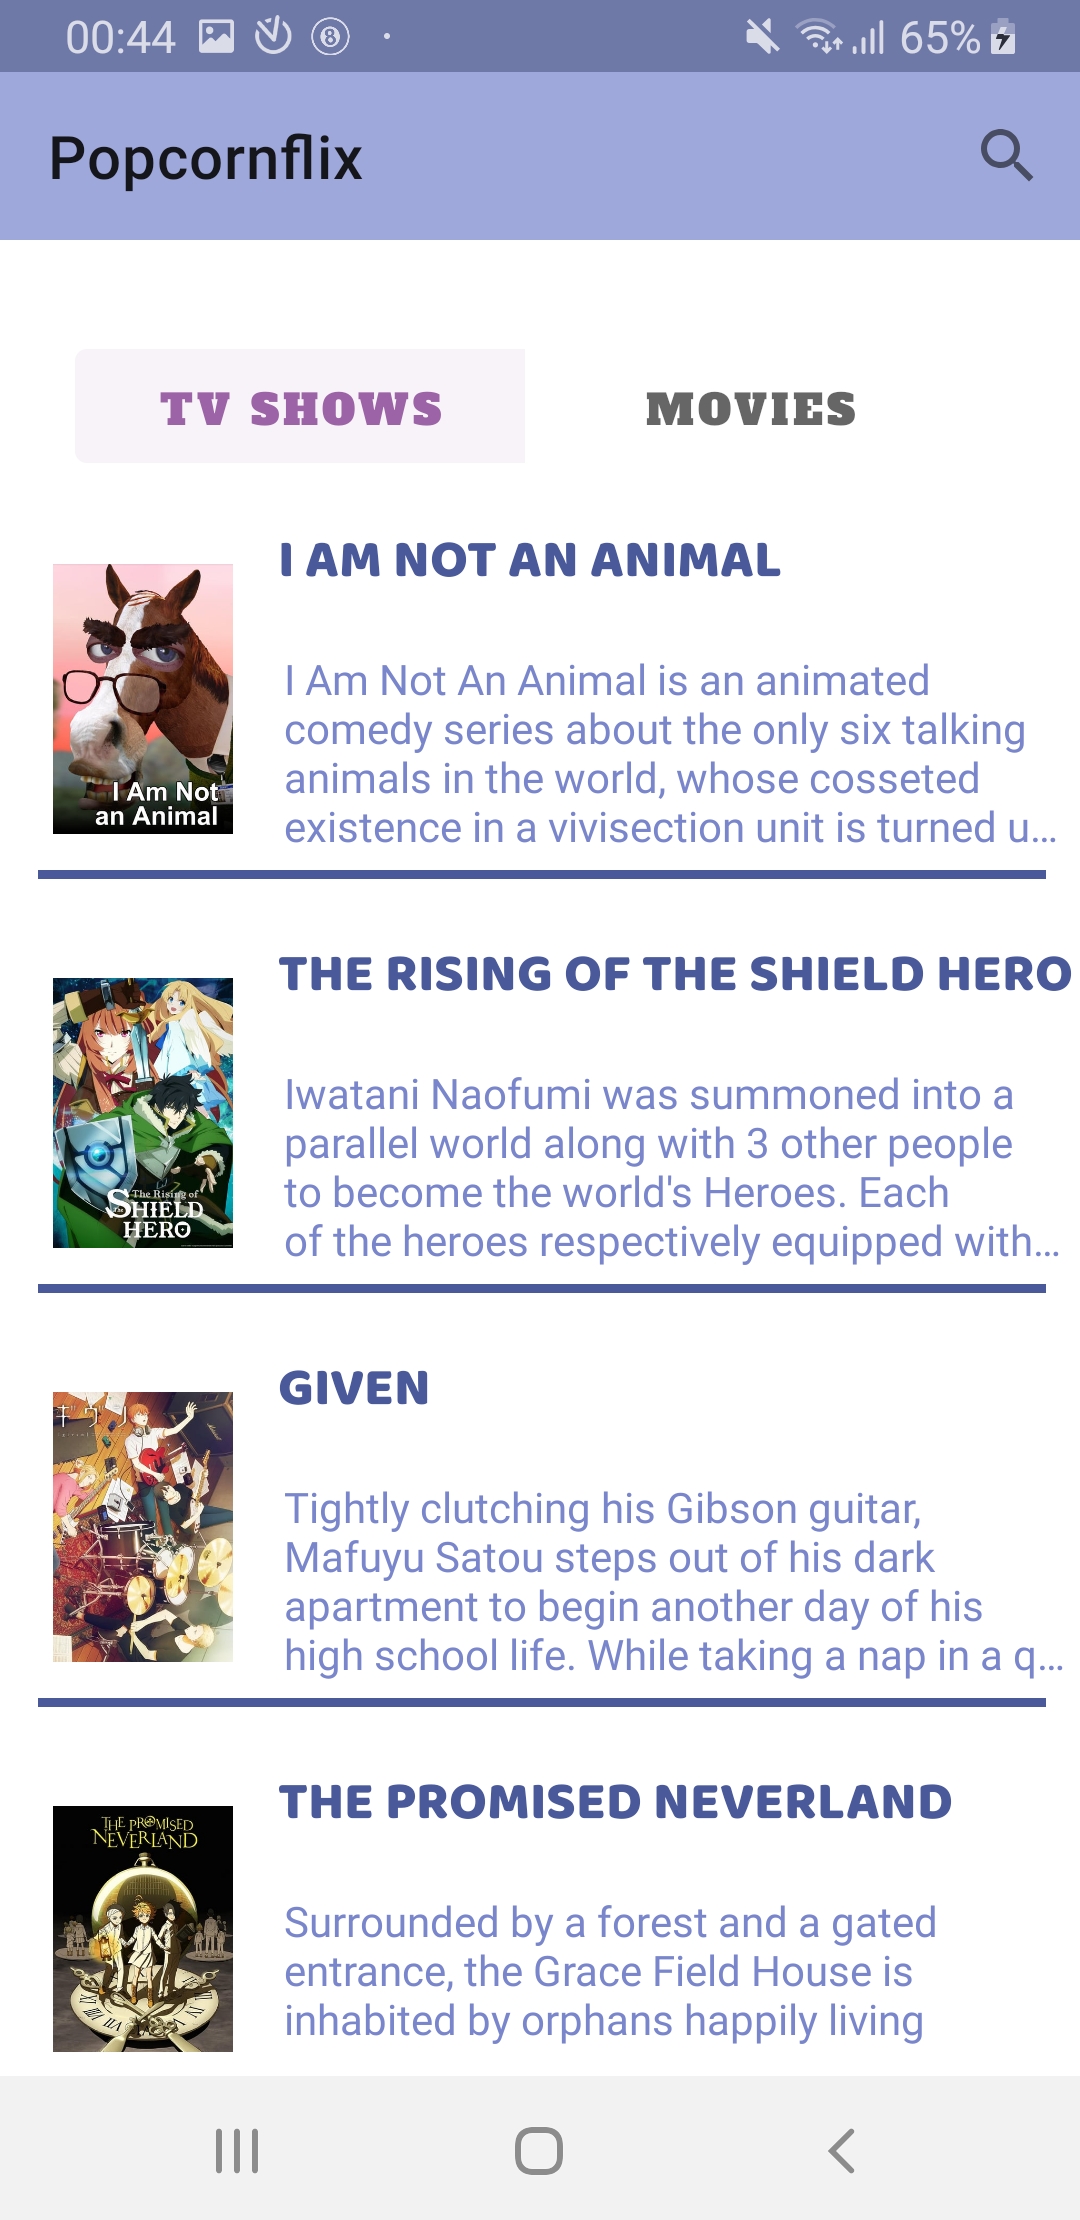 00:44
65%
Popcornflix
TV SHOWS
MOVIES
I AM NOT AN ANIMAL
I Am Not
an Animal
I Am Not An Animal is an animated
comedy series about the only six talking
animals in the world, whose cosseted
existence in a vivisection unit is turned u…
THE RISING OF THE SHIELD HERO
The Rising of
The SHIELD
HERO
Iwatani Naofumi was summoned into a
parallel world along with 3 other people
to become the world's Heroes. Each
of the heroes respectively equipped with…
GIVEN
ギヴン
Tightly clutching his Gibson guitar,
Mafuyu Satou steps out of his dark
apartment to begin another day of his
high school life. While taking a nap in a q…
THE PROMISED NEVERLAND
THE PROMISED
NEVERLAND
Surrounded by a forest and a gated
entrance, the Grace Field House is
inhabited by orphans happily living